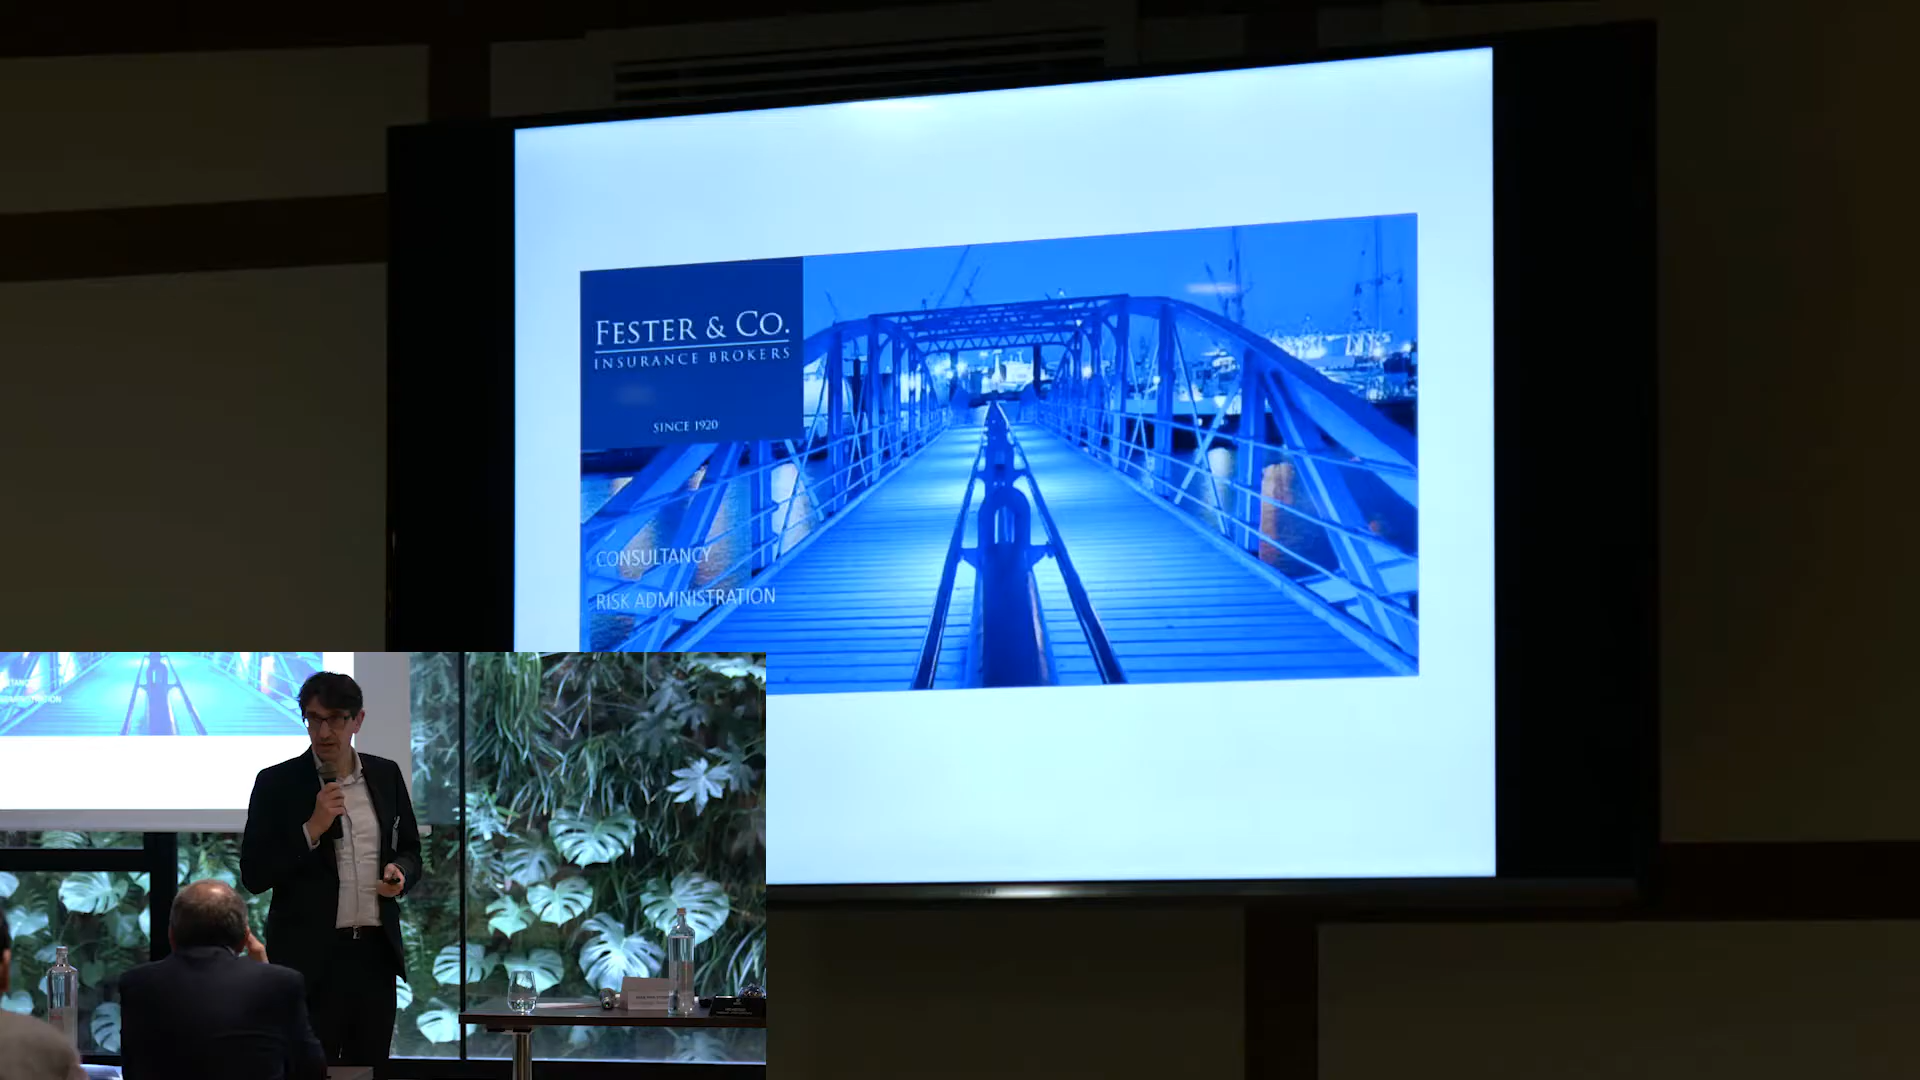 FESTER & CO.
INSURANCE BROKERS
SINCE 1920
CONSULTANCY
RISK ADMINISTRATION